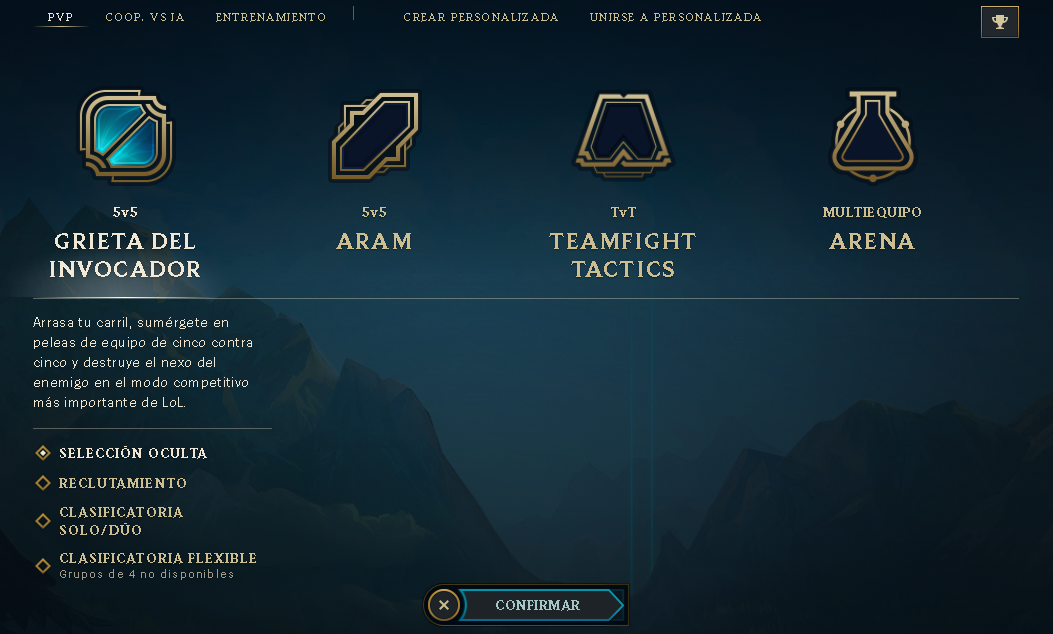 PVP
COOP. VS IA
ENTRENAMIENTO
CREAR PERSONALIZADA
UNIRSE A PERSONALIZADA
5v5
GRIETA DEL
INVOCADOR
5v5
ARAM
TvT
TEAMFIGHT
TACTICS
MULTIEQUIPO
ARENA
Arrasa tu carril, sumérgete en
peleas de equipo de cinco contra
cinco y destruye el nexo del
enemigo en el modo competitivo
más importante de LoL.
SELECCIÓN OCULTA
RECLUTAMIENTO
CLASIFICATORIA
SOLO/DÚO
CLASIFICATORIA FLEXIBLE
Grupos de 4 no disponibles
CONFIRMAR